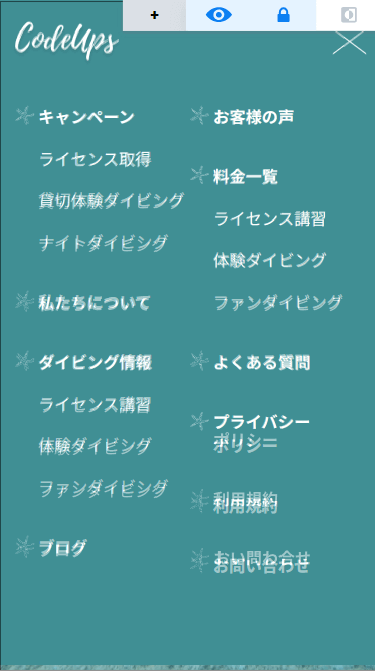 CodeUps
キャンペーン
ライセンス取得
貸切体験ダイビング
ナイトダイビング
私たちについて
ダイビング情報
ライセンス講習
体験ダイビング
ファンダイビング
ブログ
お客様の声
料金一覧
ライセンス講習
体験ダイビング
ファンダイビング
よくある質問
プライバシー
ポリシー
利用規約
お問い合わせ